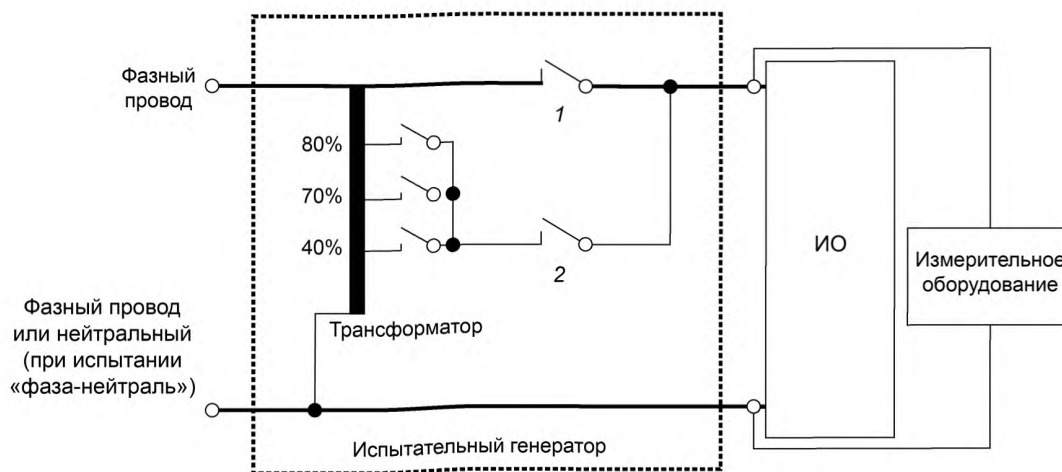 Фазный
провод
1
80%
70%
40%
2
ИО
Измерительное
оборудование
Фазный провод
или нейтральный
(при испытании
«фаза-нейтраль»)
Трансформатор
Испытательный генератор